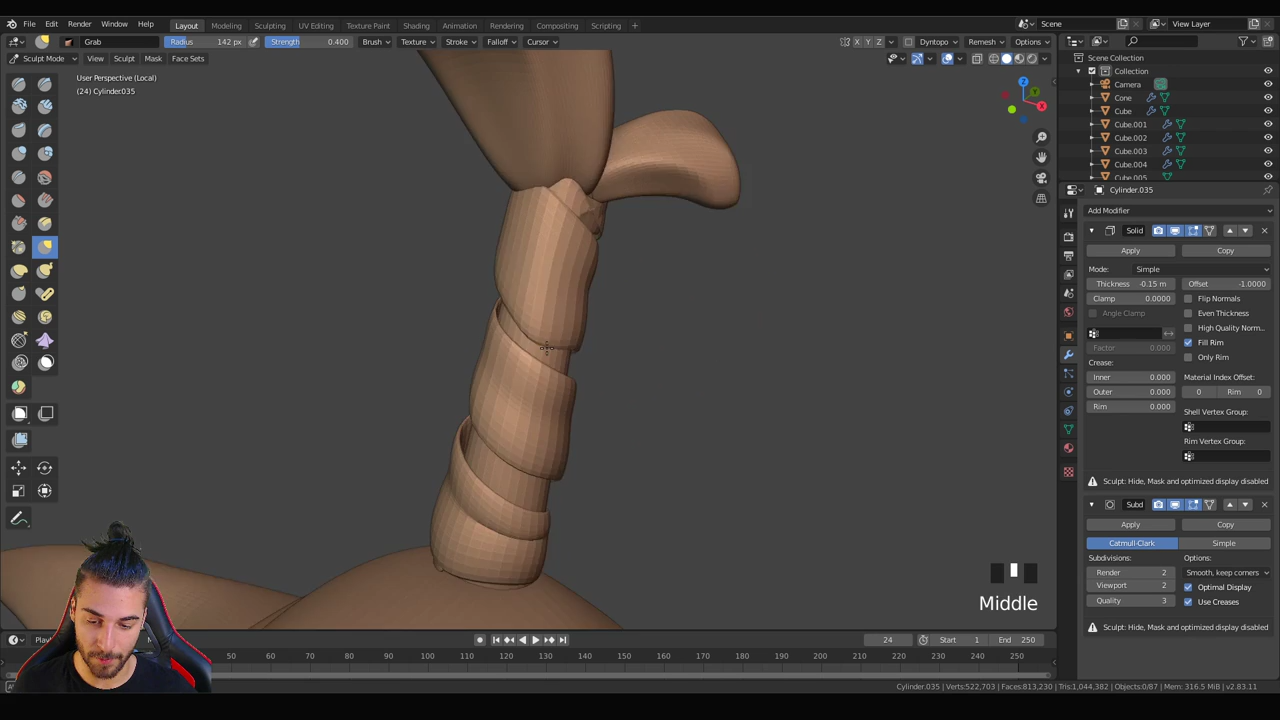 File Edit Render Window Help Layout Modeling Sculpting UV Editing Texture Paint Shading Animation Rendering Compositing Scripting + Scene View Layer
Grab Radius 142 px Strength 0.400 Brush Texture Stroke Falloff Cursor X Y Z Dyntopo Remesh Options
Sculpt Mode View Sculpt Mask Face Sets
User Perspective (Local)
(24) Cylinder.035
Z
Y
X
Scene Collection
Collection
Camera
Cone
Cube
Cube.001
Cube.002
Cube.003
Cube.004
Cube.005
Cylinder.035
Add Modifier
Solid
Apply Copy
Mode: Simple
Thickness -0.15 m Offset -1.0000
Clamp 0.0000 Flip Normals
Angle Clamp Even Thickness
High Quality Norm...
Factor 0.000 Fill Rim
Crease: Only Rim
Inner 0.000 Material Index Offset:
Outer 0.000 0 Rim 0
Rim 0.000 Shell Vertex Group:
Rim Vertex Group:
Sculpt: Hide, Mask and optimized display disabled
Subd
Apply Copy
Catmull-Clark Simple
Subdivisions: Options:
Render 2 Smooth, keep corners
Viewport 2 Optimal Display
Quality 3 Use Creases
Sculpt: Hide, Mask and optimized display disabled
Middle
24 Start 1 End 250
50 60 70 80 90 100 110 120 130 140 150 160 170 180 190 200 210 220 230 240 250
Cylinder.035 | Verts:522,703 | Faces:813,230 | Tris:1,044,382 | Objects:0/87 | Mem: 316.5 MiB | v2.83.11